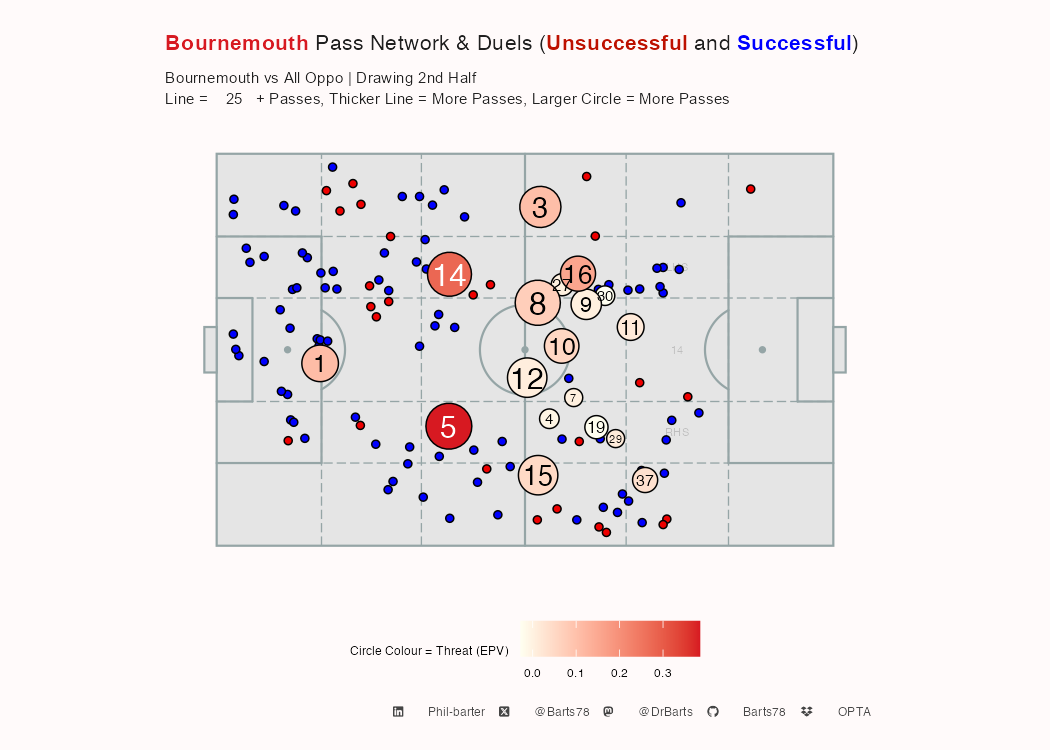 Bournemouth Pass Network & Duels (Unsuccessful and Successful)
Bournemouth vs All Oppo | Drawing 2nd Half
Line = 25 + Passes, Thicker Line = More Passes, Larger Circle = More Passes
3
14
16
27
30
8
9
11
10
14
1
12
7
4
19
5
29
BHS
15
37
Circle Colour = Threat (EPV)
0.0 0.1 0.2 0.3
Phil-barter @Barts78 @DrBarts Barts78 OPTA